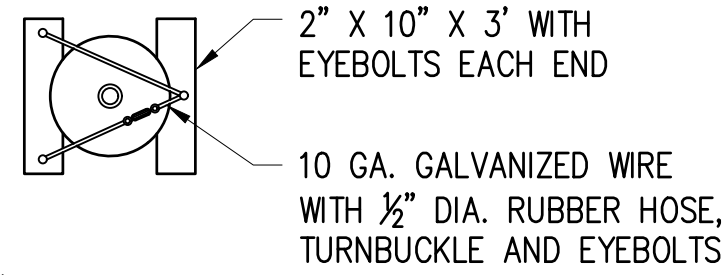 2” X 10” X 3’ WITH
EYEBOLTS EACH END
10 GA. GALVANIZED WIRE
WITH ½” DIA. RUBBER HOSE,
TURNBUCKLE AND EYEBOLTS